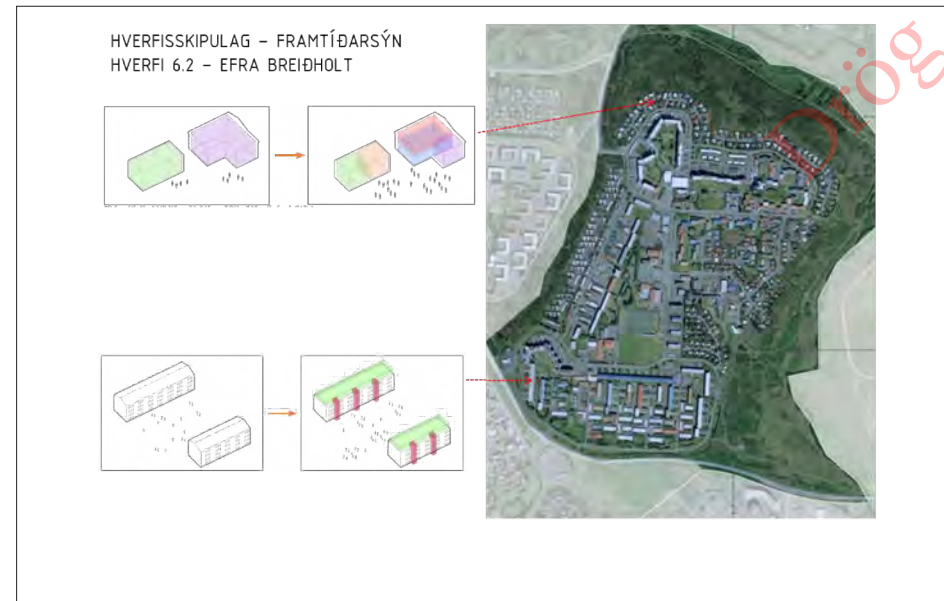 HVERFISSKIPULAG – FRAMTÍÐARSÝN
HVERFI 6.2 – EFRA BREIÐHOLT
Drög